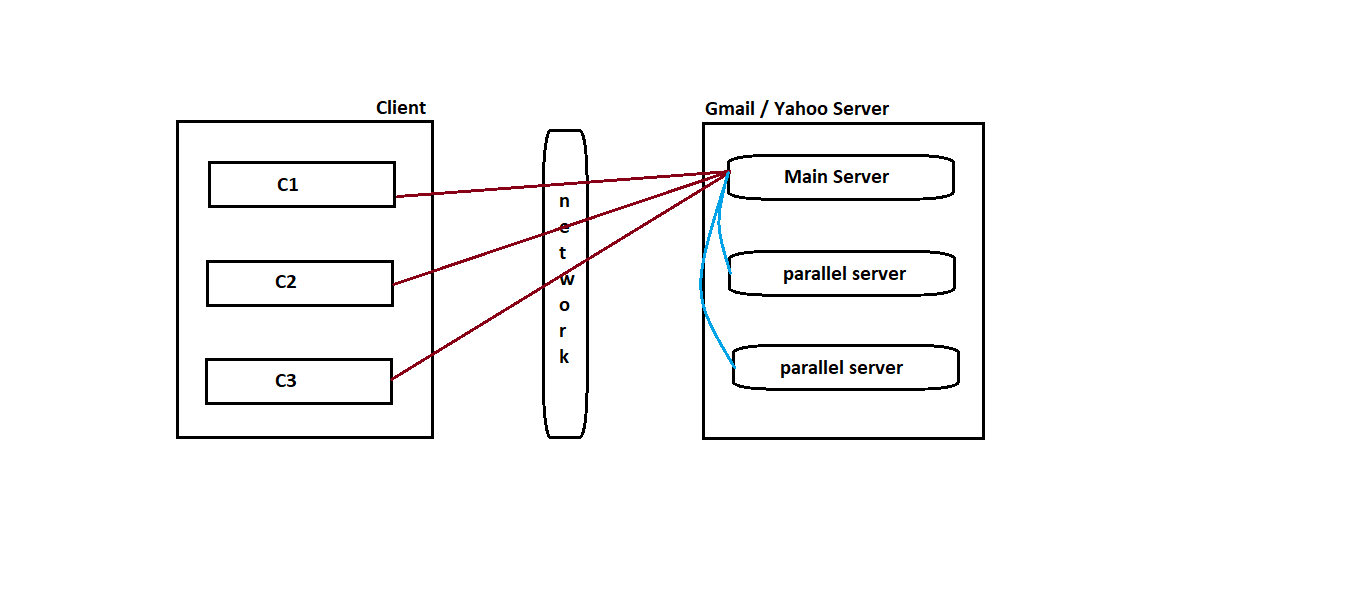 Client
C1
C2
C3
n
e
t
w
o
r
k
Gmail / Yahoo Server
Main Server
parallel server
parallel server